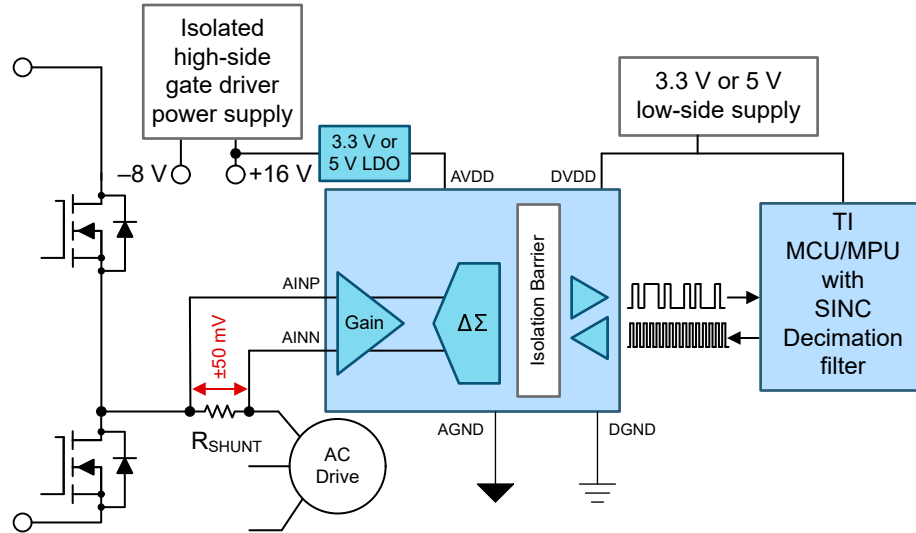 Isolated
high-side
gate driver
power supply
3.3 V or 5 V
low-side supply
3.3 V or
5 V LDO
–8 V
+16 V
AVDD
DVDD
TI
MCU/MPU
with
SINC
Decimation
filter
AINP
Gain
ΔΣ
Isolation Barrier
AINN
±50 mV
RSHUNT
AGND
DGND
AC
Drive